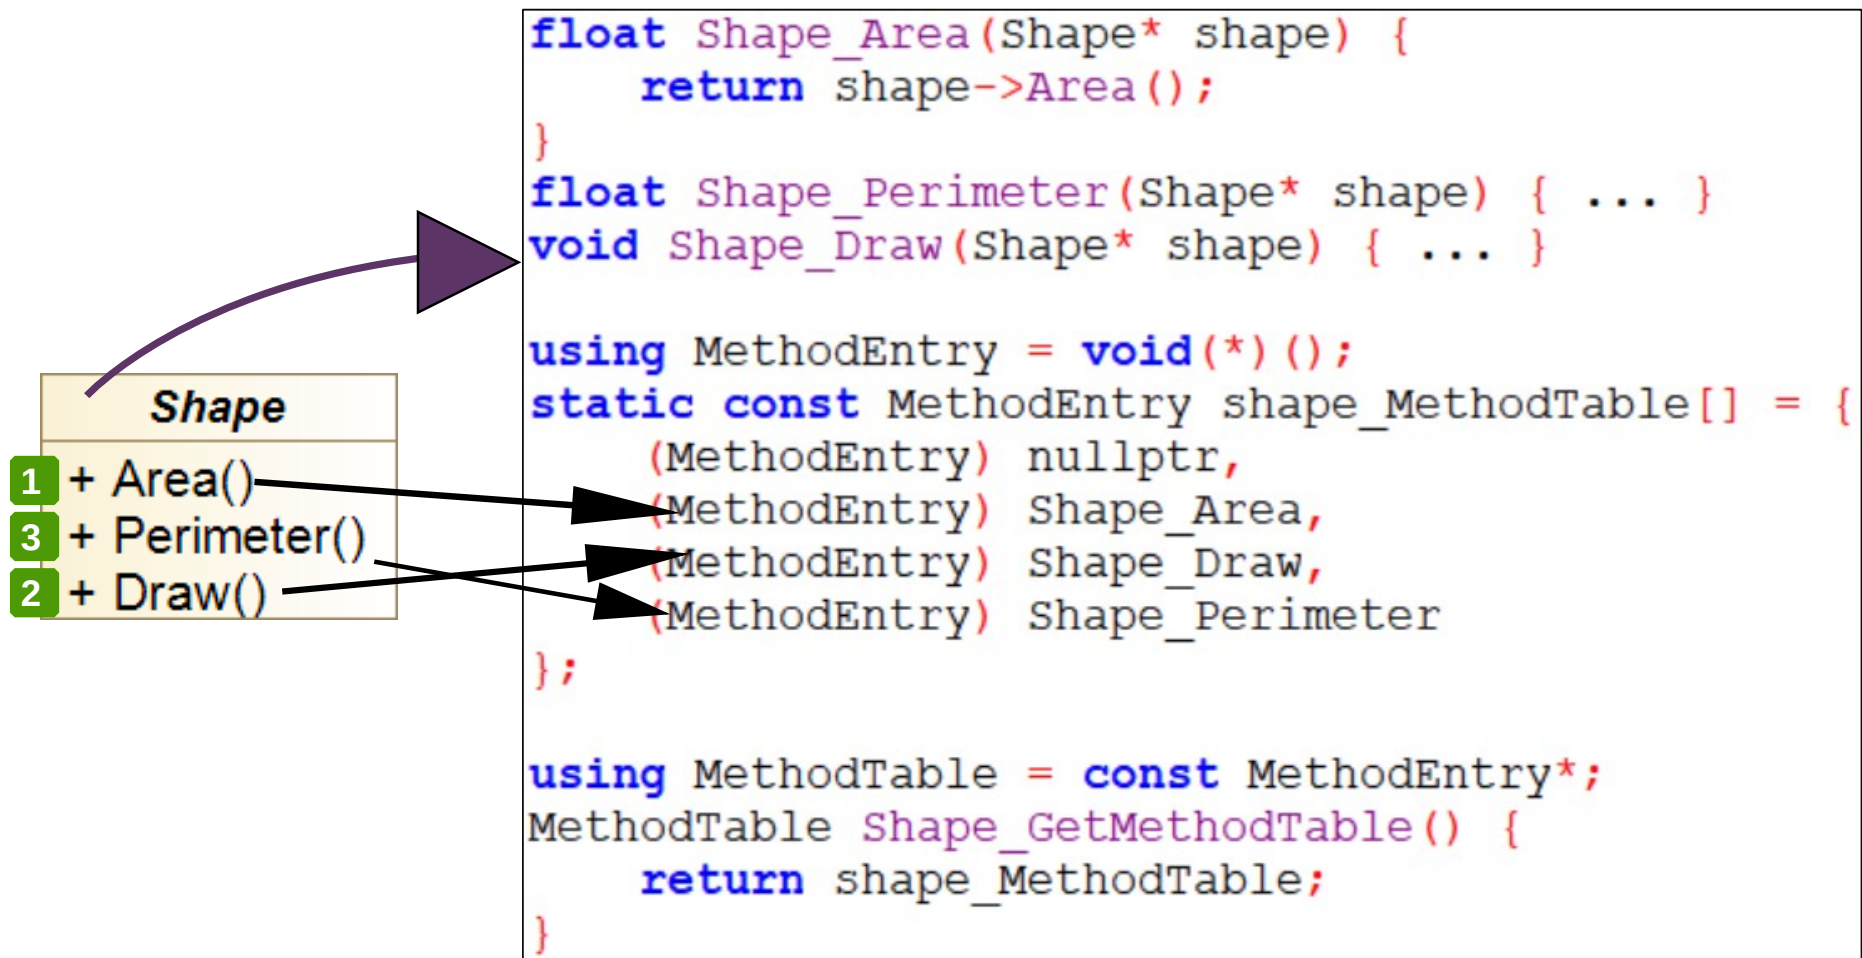 Shape
1 + Area()
3 + Perimeter()
2 + Draw()
float Shape_Area(Shape* shape) {
    return shape->Area();
}
float Shape_Perimeter(Shape* shape) { ... }
void Shape_Draw(Shape* shape) { ... }

using MethodEntry = void(*)();
static const MethodEntry shape_MethodTable[] = {
    (MethodEntry) nullptr,
    (MethodEntry) Shape_Area,
    (MethodEntry) Shape_Draw,
    (MethodEntry) Shape_Perimeter
};

using MethodTable = const MethodEntry*;
MethodTable Shape_GetMethodTable() {
    return shape_MethodTable;
}